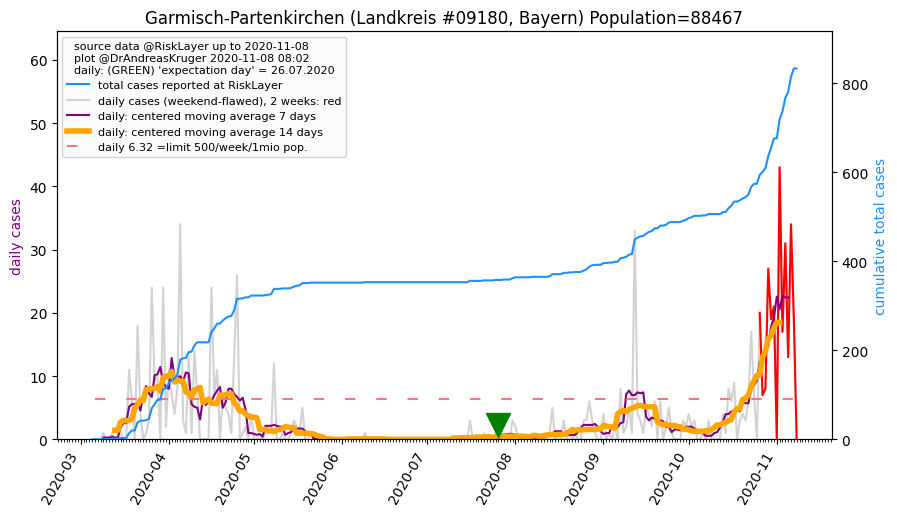 Garmisch-Partenkirchen (Landkreis #09180, Bayern) Population=88467
source data @RiskLayer up to 2020-11-08
plot @DrAndreasKruger 2020-11-08 08:02
daily: (GREEN) 'expectation day' = 26.07.2020
total cases reported at RiskLayer
daily cases (weekend-flawed), 2 weeks: red
daily: centered moving average 7 days
daily: centered moving average 14 days
daily 6.32 =limit 500/week/1mio pop.
daily cases
60
50
40
30
20
10
0
cumulative total cases
800
600
400
200
0
2020-03
2020-04
2020-05
2020-06
2020-07
2020-08
2020-09
2020-10
2020-11